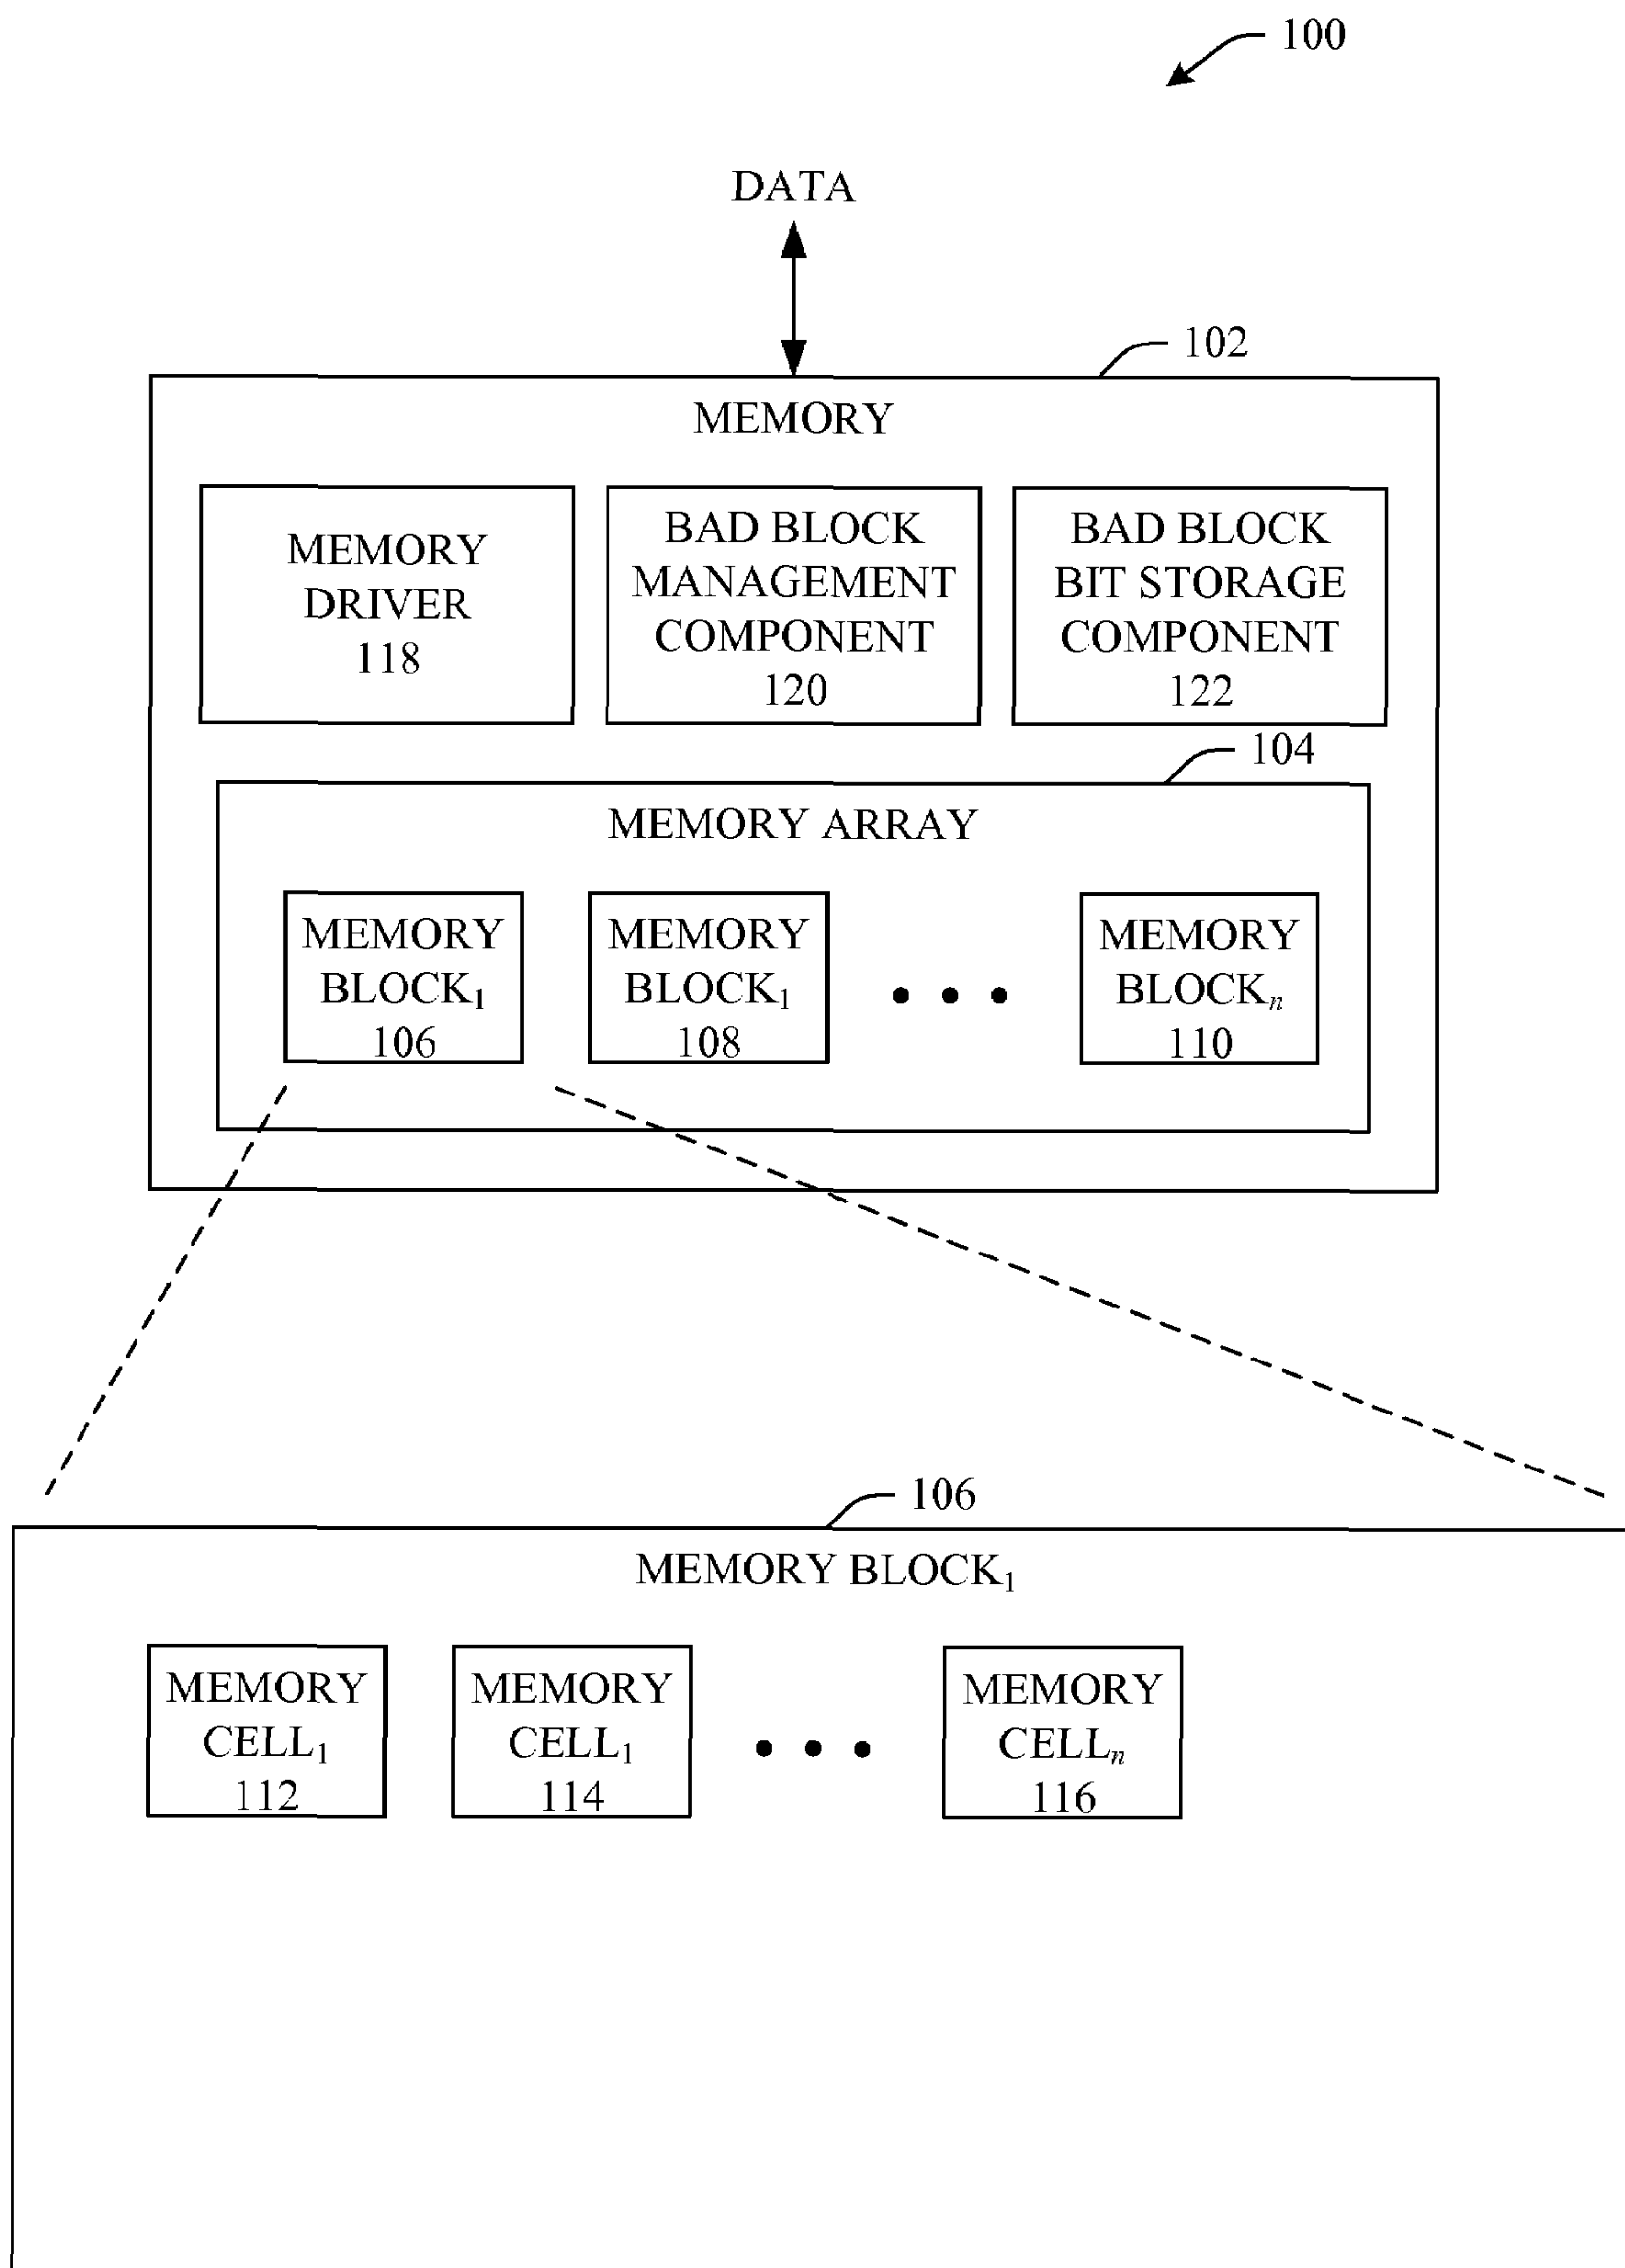 100
DATA
102
MEMORY
MEMORY
DRIVER
118
BAD BLOCK
MANAGEMENT
COMPONENT
120
BAD BLOCK
BIT STORAGE
COMPONENT
122
104
MEMORY ARRAY
MEMORY
BLOCK₁
106
MEMORY
BLOCK₁
108
MEMORY
BLOCKₙ
110
106
MEMORY BLOCK₁
MEMORY
CELL₁
112
MEMORY
CELL₁
114
MEMORY
CELLₙ
116